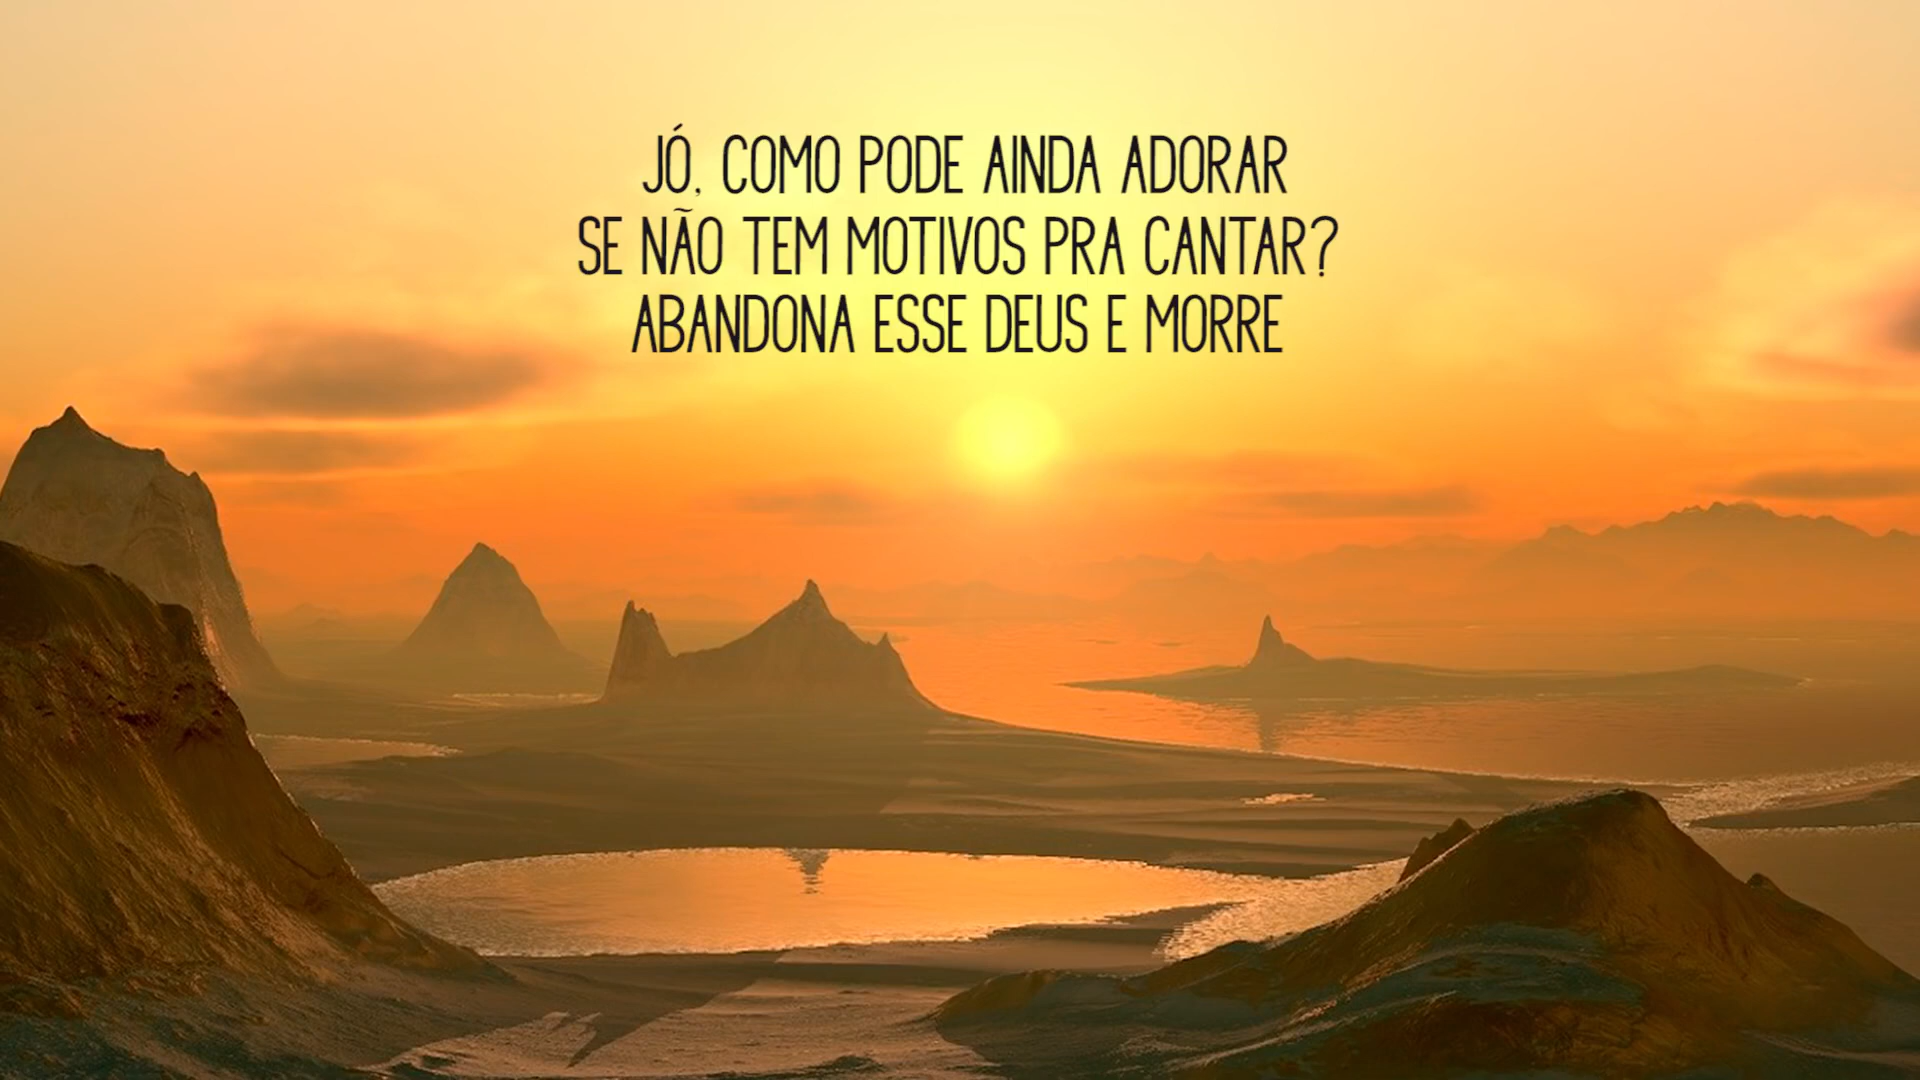 JÓ, COMO PODE AINDA ADORAR
SE NÃO TEM MOTIVOS PRA CANTAR?
ABANDONA ESSE DEUS E MORRE